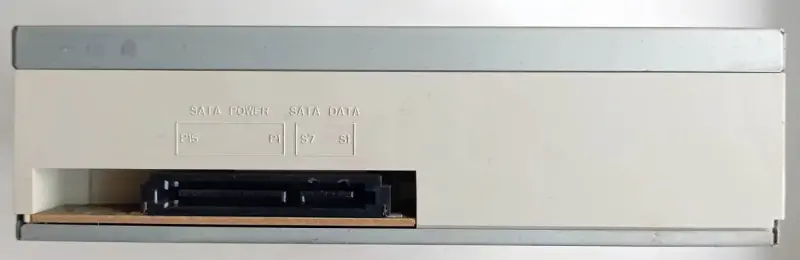 SATA POWER SATA DATA
P15 P1 S7 S1